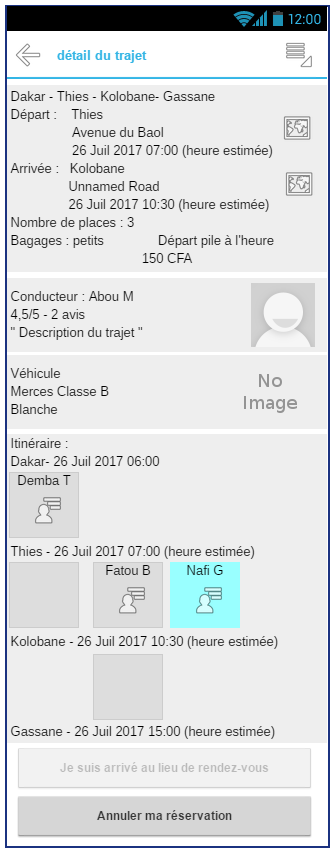 12:00
détail du trajet
Dakar - Thies - Kolobane- Gassane
Départ : Thies
Avenue du Baol
26 Juil 2017 07:00 (heure estimée)
Arrivée : Kolobane
Unnamed Road
26 Juil 2017 10:30 (heure estimée)
Nombre de places : 3
Bagages : petits Départ pile à l'heure
150 CFA
Conducteur : Abou M
4,5/5 - 2 avis
" Description du trajet "
Véhicule
Merces Classe B
Blanche
No
Image
Itinéraire :
Dakar- 26 Juil 2017 06:00
Demba T
Thies - 26 Juil 2017 07:00 (heure estimée)
Fatou B Nafi G
Kolobane - 26 Juil 2017 10:30 (heure estimée)
Gassane - 26 Juil 2017 15:00 (heure estimée)
Je suis arrivé au lieu de rendez-vous
Annuler ma réservation